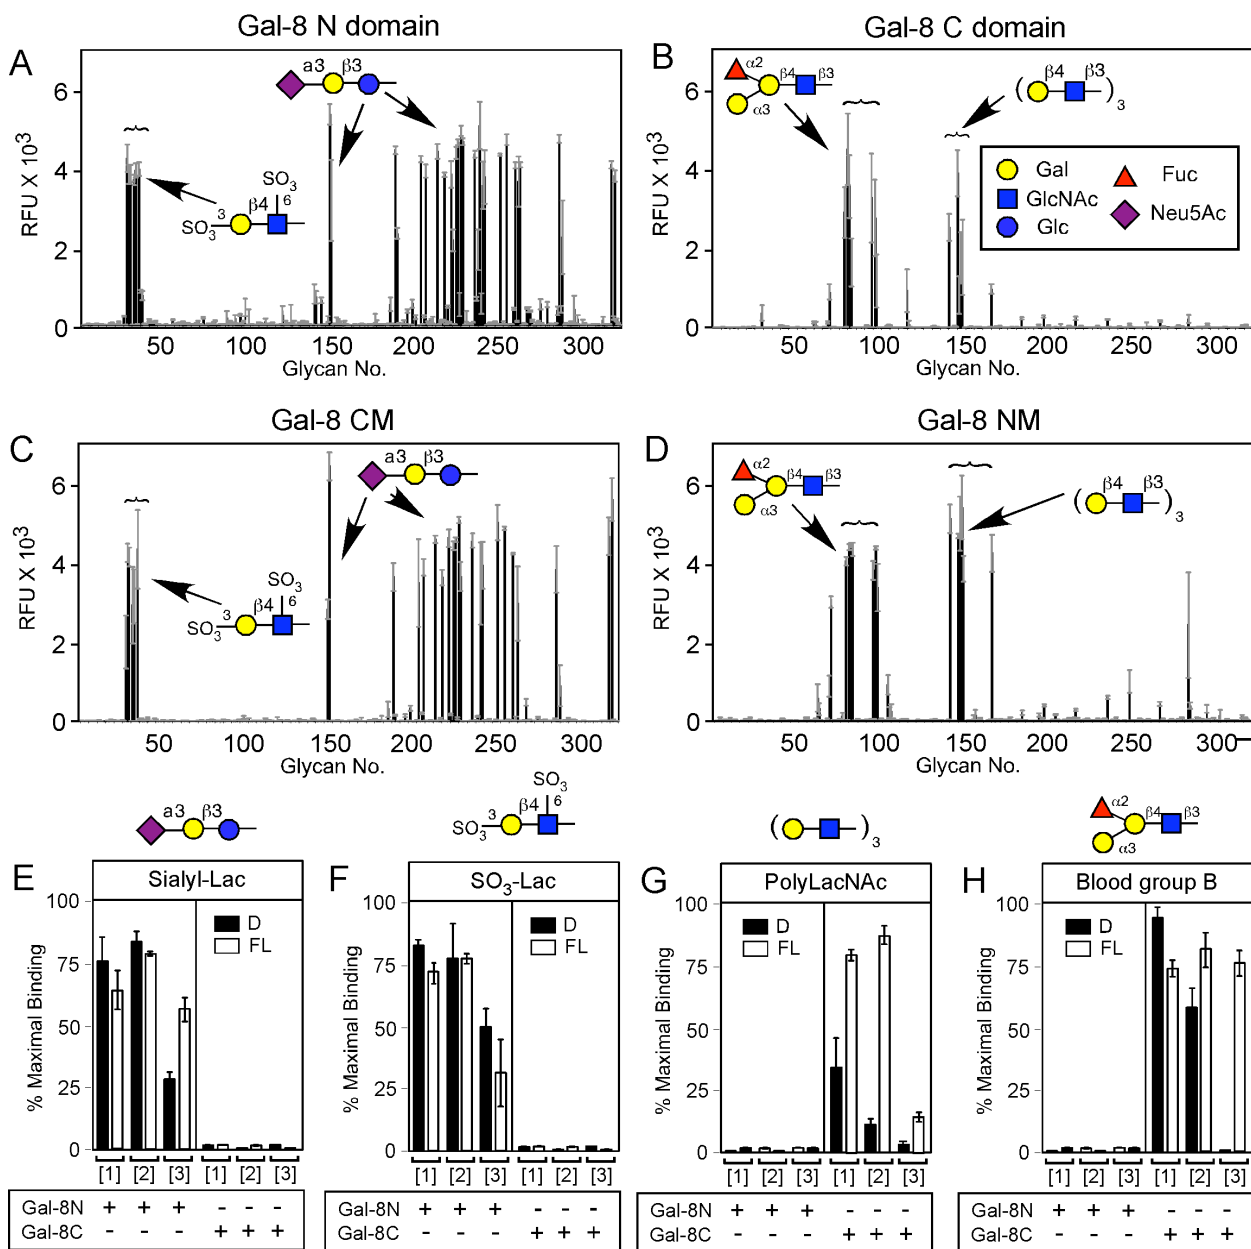 Gal-8 N domain
A
RFU X 10³
6
4
2
0
50 100 150 200 250 300
Glycan No.
a3 β3
SO₃
SO₃ 3 β4 6
Gal-8 C domain
B
RFU X 10³
6
4
2
0
50 100 150 200 250 300
Glycan No.
α2 β4 β3
α3
( β4 β3 )₃
Gal Fuc
GlcNAc Neu5Ac
Glc
Gal-8 CM
C
RFU X 10³
6
4
2
0
50 100 150 200 250 300
Glycan No.
a3 β3
SO₃
SO₃ 3 β4 6
Gal-8 NM
D
RFU X 10³
6
4
2
0
50 100 150 200 250 300
Glycan No.
α2 β4 β3
α3
( β4 β3 )₃
a3 β3
E
Sialyl-Lac
% Maximal Binding
100
75
50
25
0
D
FL
[1] [2] [3] [1] [2] [3]
Gal-8N + + + - - -
Gal-8C - - - + + +
SO₃
SO₃ 3 β4 6
F
SO₃-Lac
% Maximal Binding
100
75
50
25
0
D
FL
[1] [2] [3] [1] [2] [3]
Gal-8N + + + - - -
Gal-8C - - - + + +
( )₃
G
PolyLacNAc
% Maximal Binding
100
75
50
25
0
D
FL
[1] [2] [3] [1] [2] [3]
Gal-8N + + + - - -
Gal-8C - - - + + +
α2 β4 β3
α3
H
Blood group B
% Maximal Binding
100
75
50
25
0
D
FL
[1] [2] [3] [1] [2] [3]
Gal-8N + + + - - -
Gal-8C - - - + + +